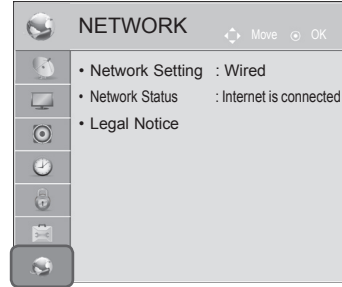 NETWORK Move OK
• Network Setting : Wired
• Network Status : Internet is connected
• Legal Notice